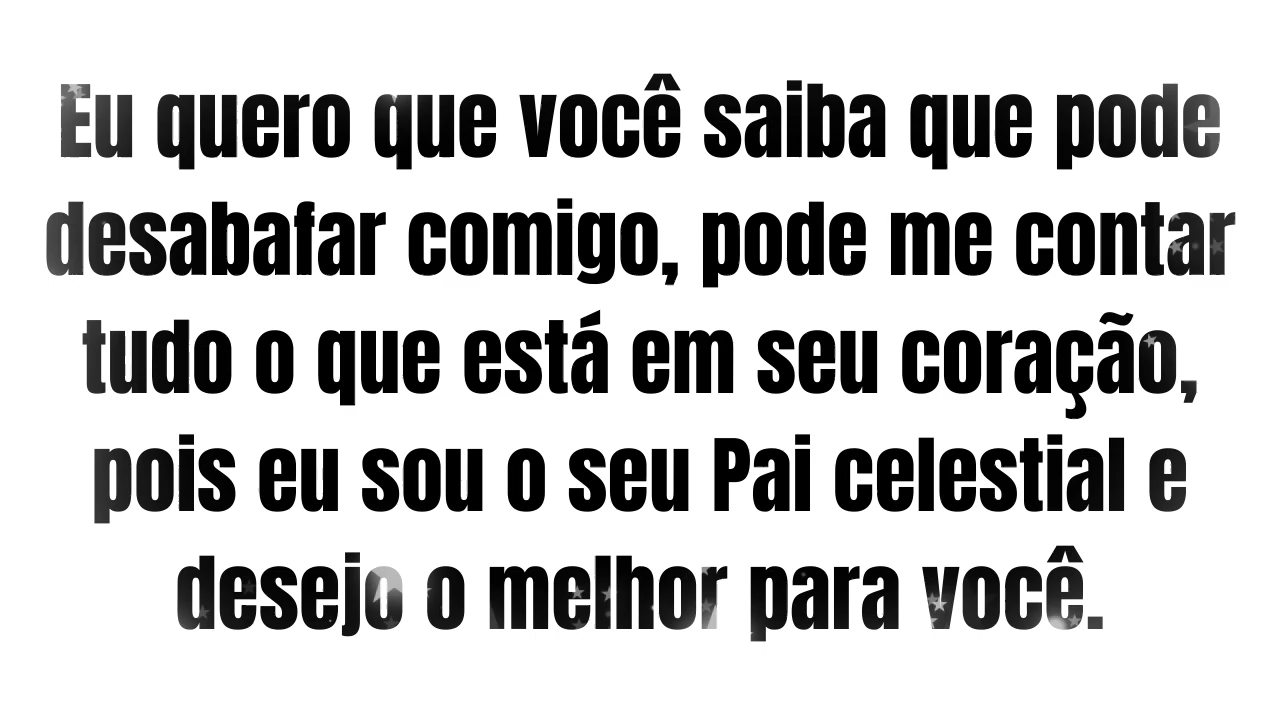 Eu quero que você saiba que pode
desabafar comigo, pode me contar
tudo o que está em seu coração,
pois eu sou o seu Pai celestial e
desejo o melhor para você.